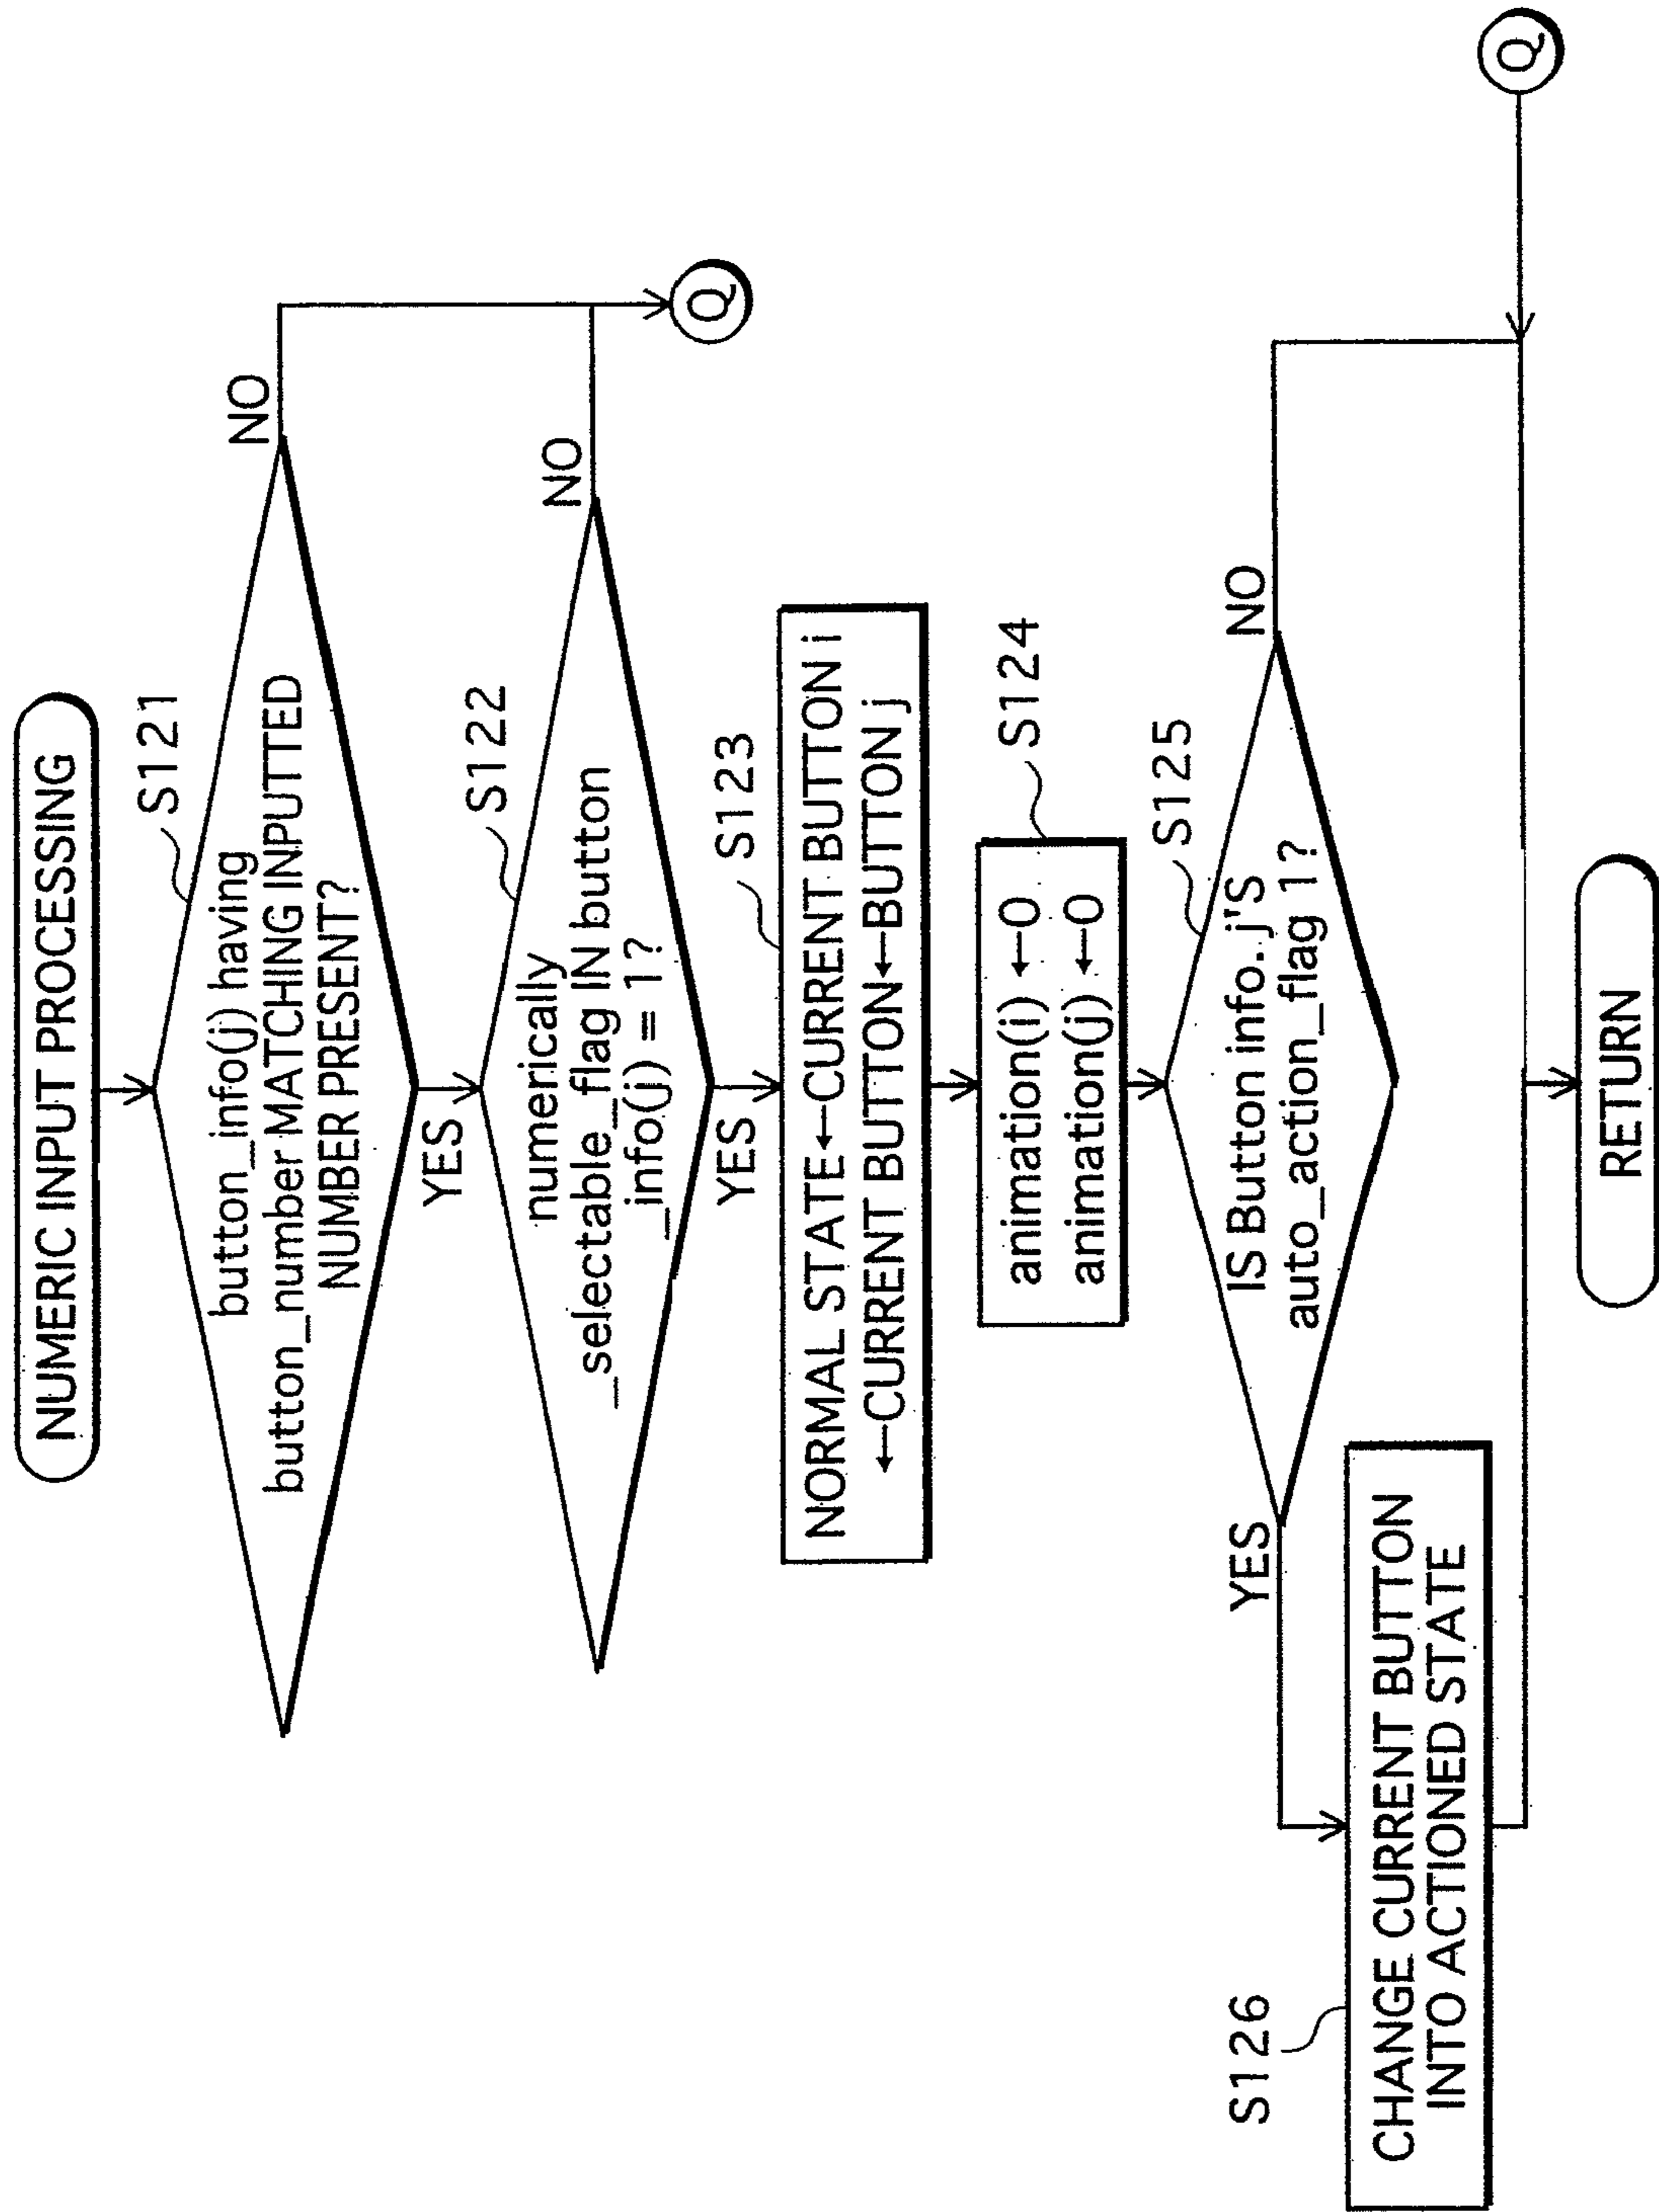 NUMERIC INPUT PROCESSING
S121
button_info(j) having
button_number MATCHING INPUTTED
NUMBER PRESENT?
NO
YES
S122
numerically
_selectable_flag IN button
_info(j) = 1?
NO
Q
YES
S123
NORMAL STATE←CURRENT BUTTON i
←CURRENT BUTTON←BUTTON j
S124
animation(i) ←0
animation(j) ←0
S125
IS Button info..j'S
auto_action_flag 1?
YES
NO
S126
CHANGE CURRENT BUTTON
INTO ACTIONED STATE
Q
RETURN